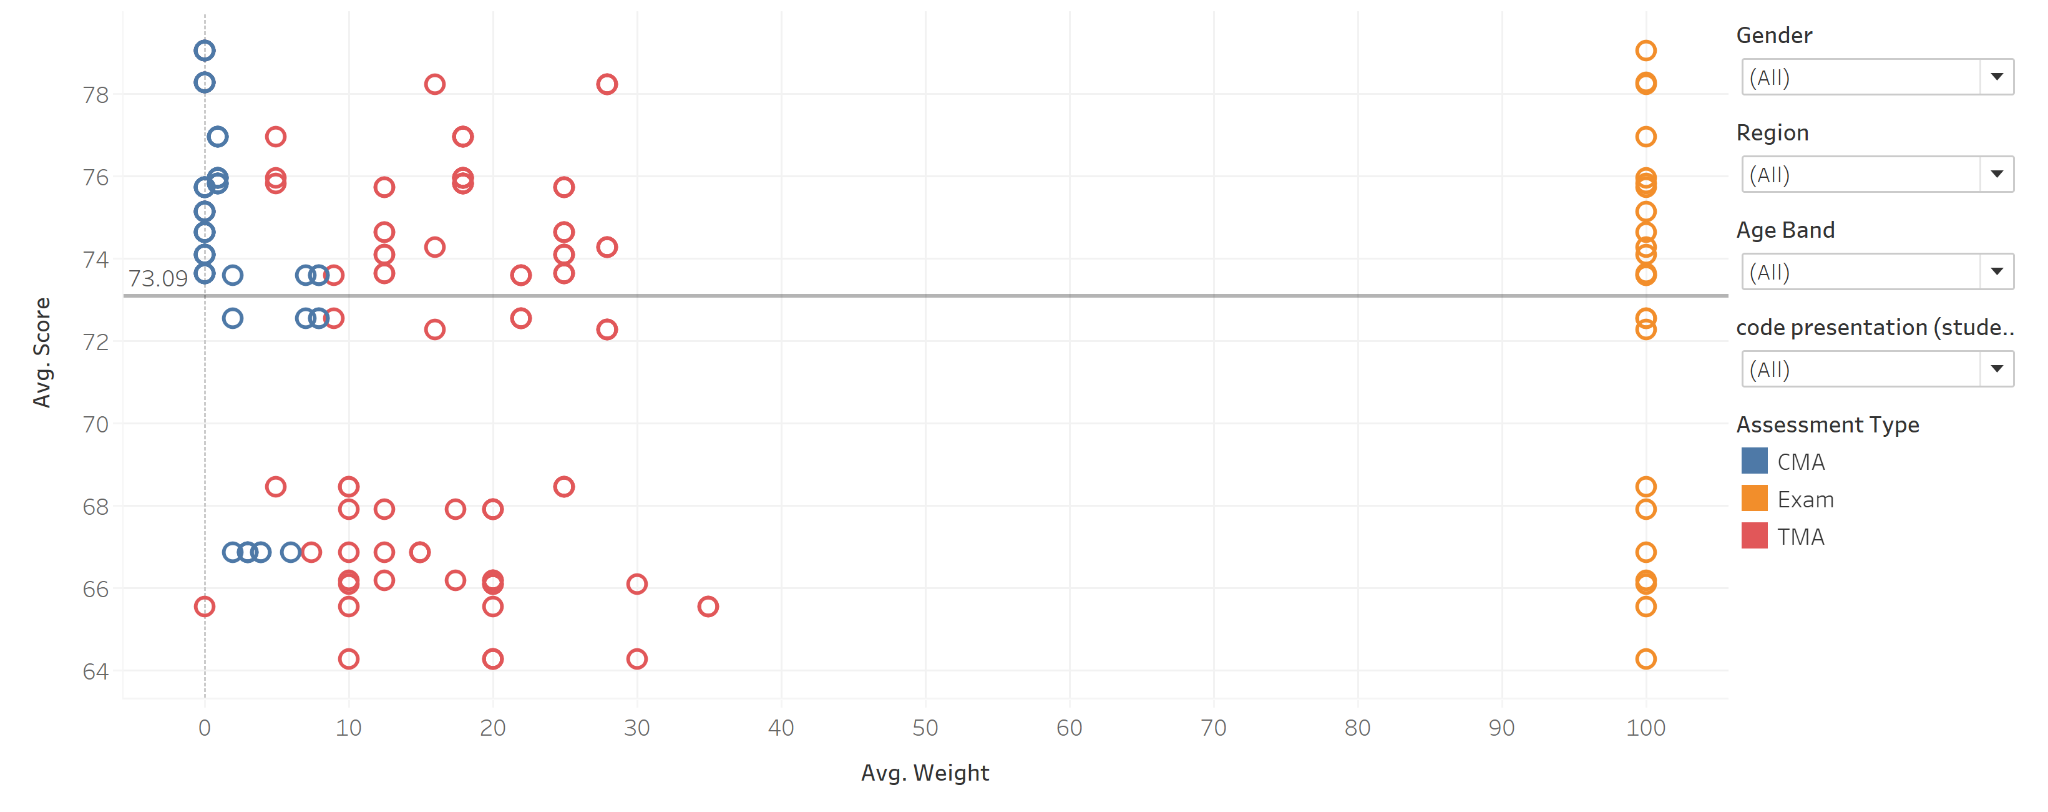 Avg. Score
78
76
74
72
70
68
66
64
73.09
0 10 20 30 40 50 60 70 80 90 100
Avg. Weight
Gender
(All)
Region
(All)
Age Band
(All)
code presentation (stude..
(All)
Assessment Type
CMA
Exam
TMA